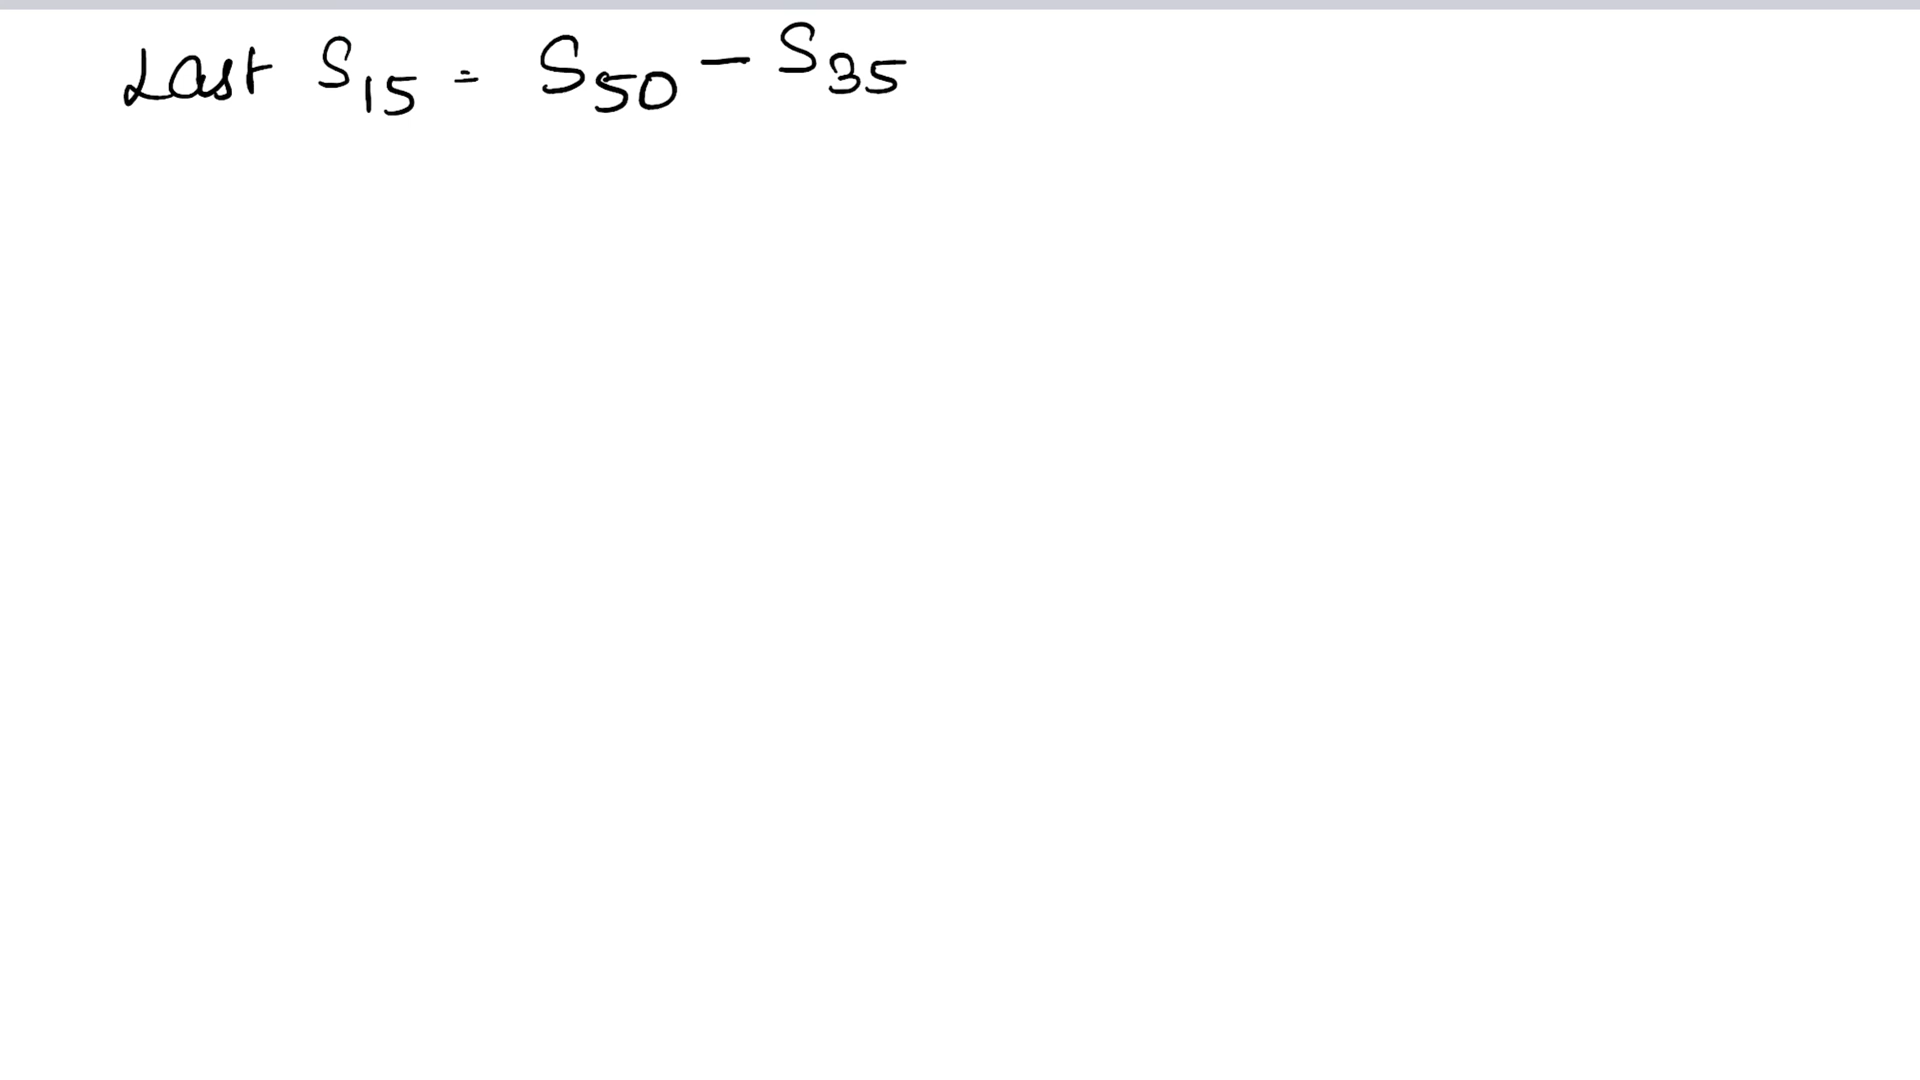 Last S₁₅ = S₅₀ - S₃₅